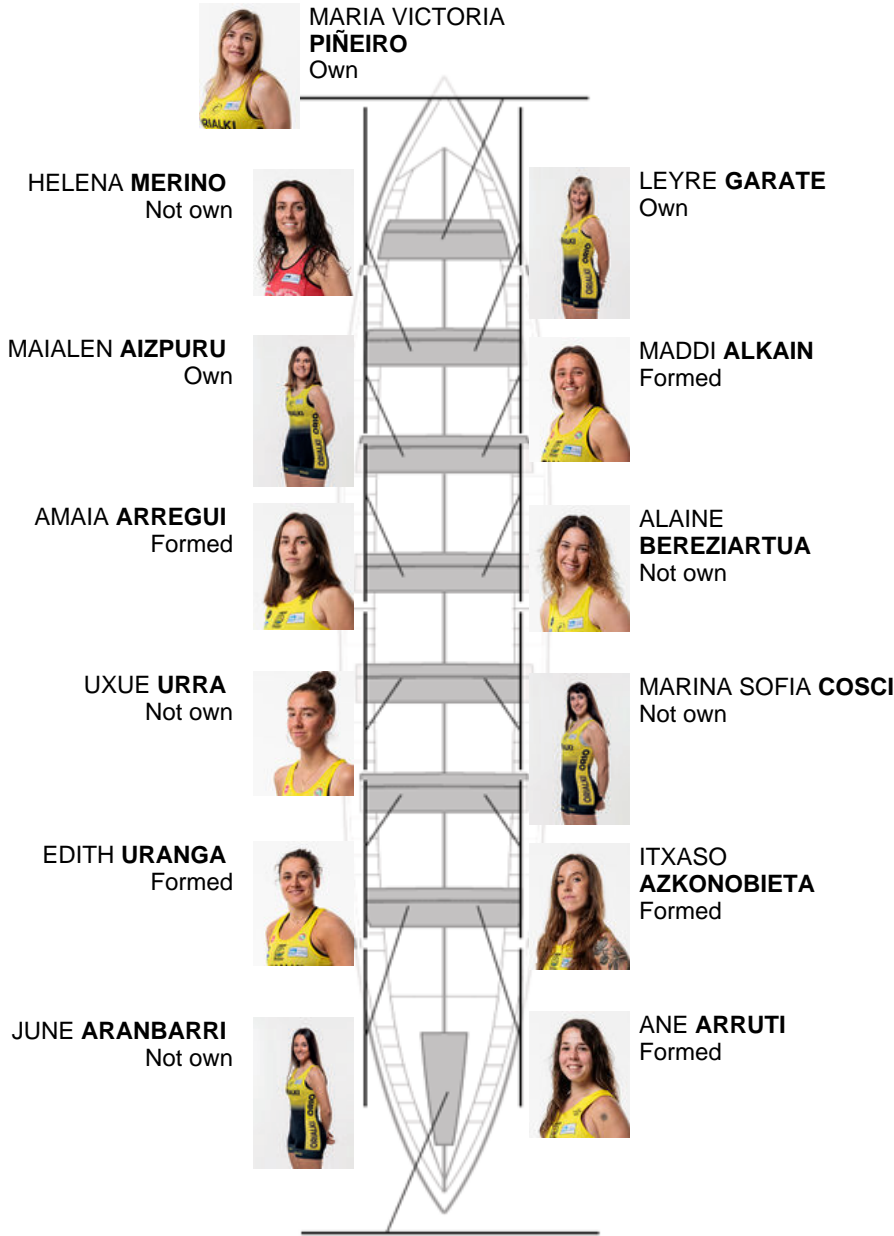 MARIA VICTORIA
PIÑEIRO
Own
HELENA MERINO
Not own
LEYRE GARATE
Own
MAIALEN AIZPURU
Own
MADDI ALKAIN
Formed
AMAIA ARREGUI
Formed
ALAINE
BEREZIARTUA
Not own
UXUE URRA
Not own
MARINA SOFIA COSCI
Not own
EDITH URANGA
Formed
ITXASO
AZKONOBIETA
Formed
JUNE ARANBARRI
Not own
ANE ARRUTI
Formed